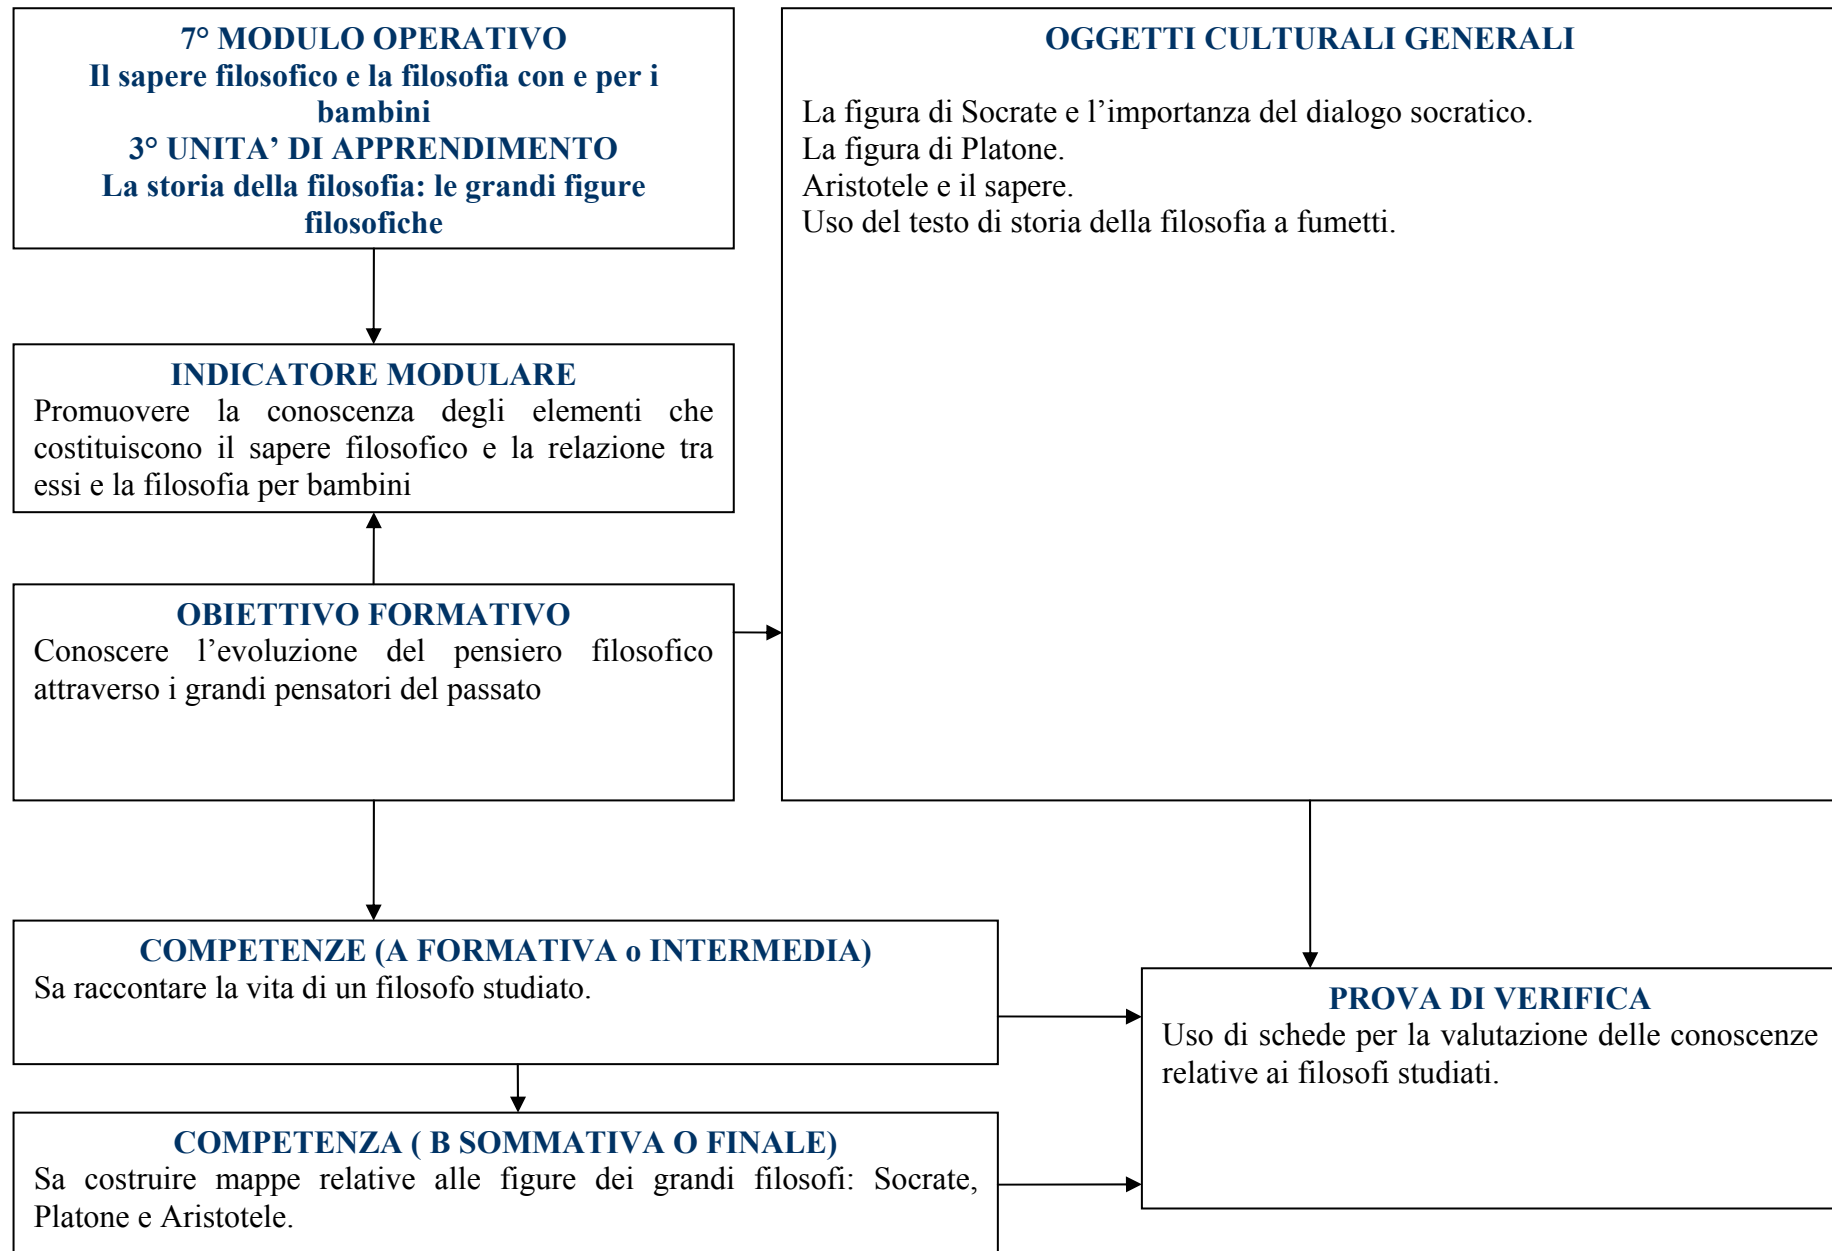 7° MODULO OPERATIVO
Il sapere filosofico e la filosofia con e per i
bambini
3° UNITA’ DI APPRENDIMENTO
La storia della filosofia: le grandi figure
filosofiche
OGGETTI CULTURALI GENERALI
La figura di Socrate e l’importanza del dialogo socratico.
La figura di Platone.
Aristotele e il sapere.
Uso del testo di storia della filosofia a fumetti.
INDICATORE MODULARE
Promuovere la conoscenza degli elementi che
costituiscono il sapere filosofico e la relazione tra
essi e la filosofia per bambini
OBIETTIVO FORMATIVO
Conoscere l’evoluzione del pensiero filosofico
attraverso i grandi pensatori del passato
COMPETENZE (A FORMATIVA o INTERMEDIA)
Sa raccontare la vita di un filosofo studiato.
PROVA DI VERIFICA
Uso di schede per la valutazione delle conoscenze
relative ai filosofi studiati.
COMPETENZA ( B SOMMATIVA O FINALE)
Sa costruire mappe relative alle figure dei grandi filosofi: Socrate,
Platone e Aristotele.